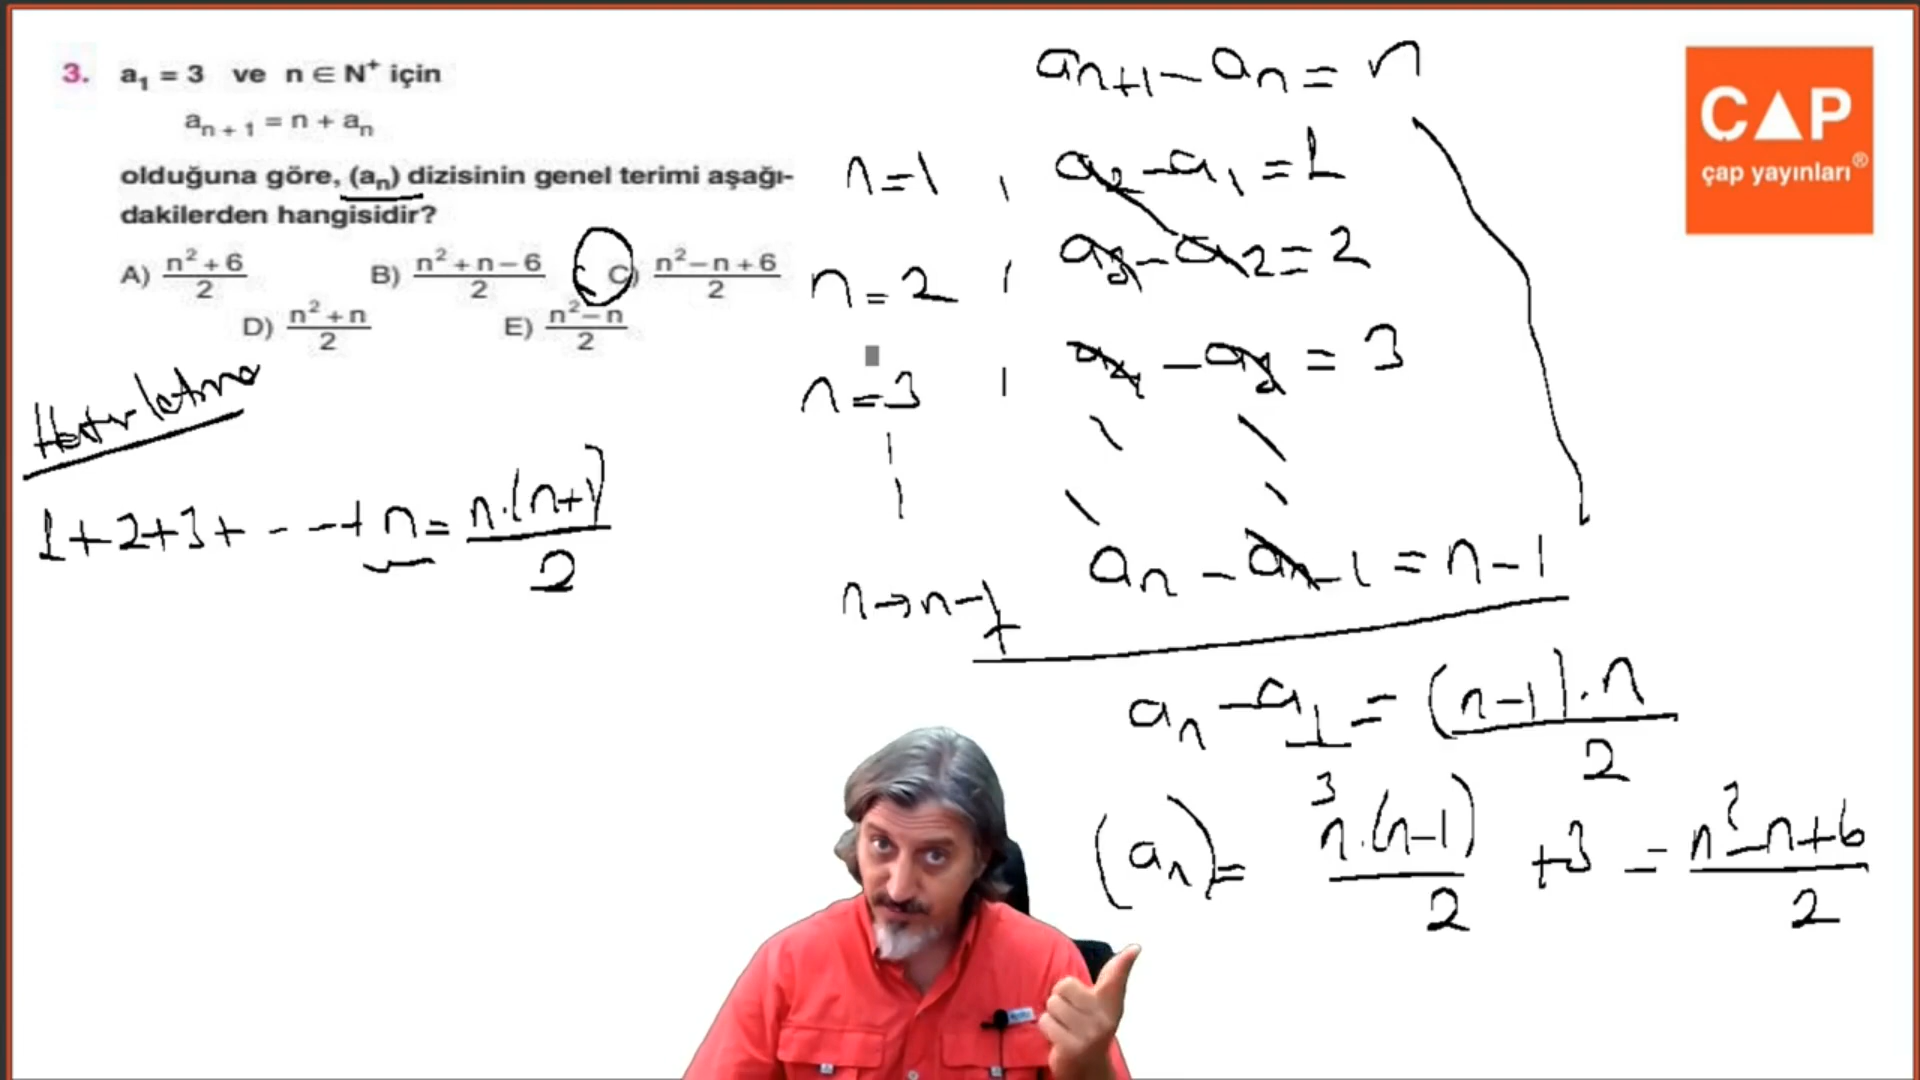 3. a₁ = 3 ve n ∈ N⁺ için
aₙ₊₁ = n + aₙ
olduğuna göre, (aₙ) dizisinin genel terimi aşağı-
dakilerden hangisidir?
A) (n² + 6)/2 B) (n² + n − 6)/2 C) (n² − n + 6)/2
D) (n² + n)/2 E) (n² − n)/2
Hatırlatma
1+2+3+ - - -+ n = n.(n+1)/2
aₙ₊₁ − aₙ = n
n=1 , a₂ − a₁ = 1
n=2 , a₃ − a₂ = 2
n=3 , a₄ − a₃ = 3
n→n−1 aₙ − aₙ₋₁ = n−1
+
aₙ − a₁ = (n−1).n/2
3
(aₙ) = n.(n−1)/2 +3 = (n²−n+6)/2
ÇAP
çap yayınları®